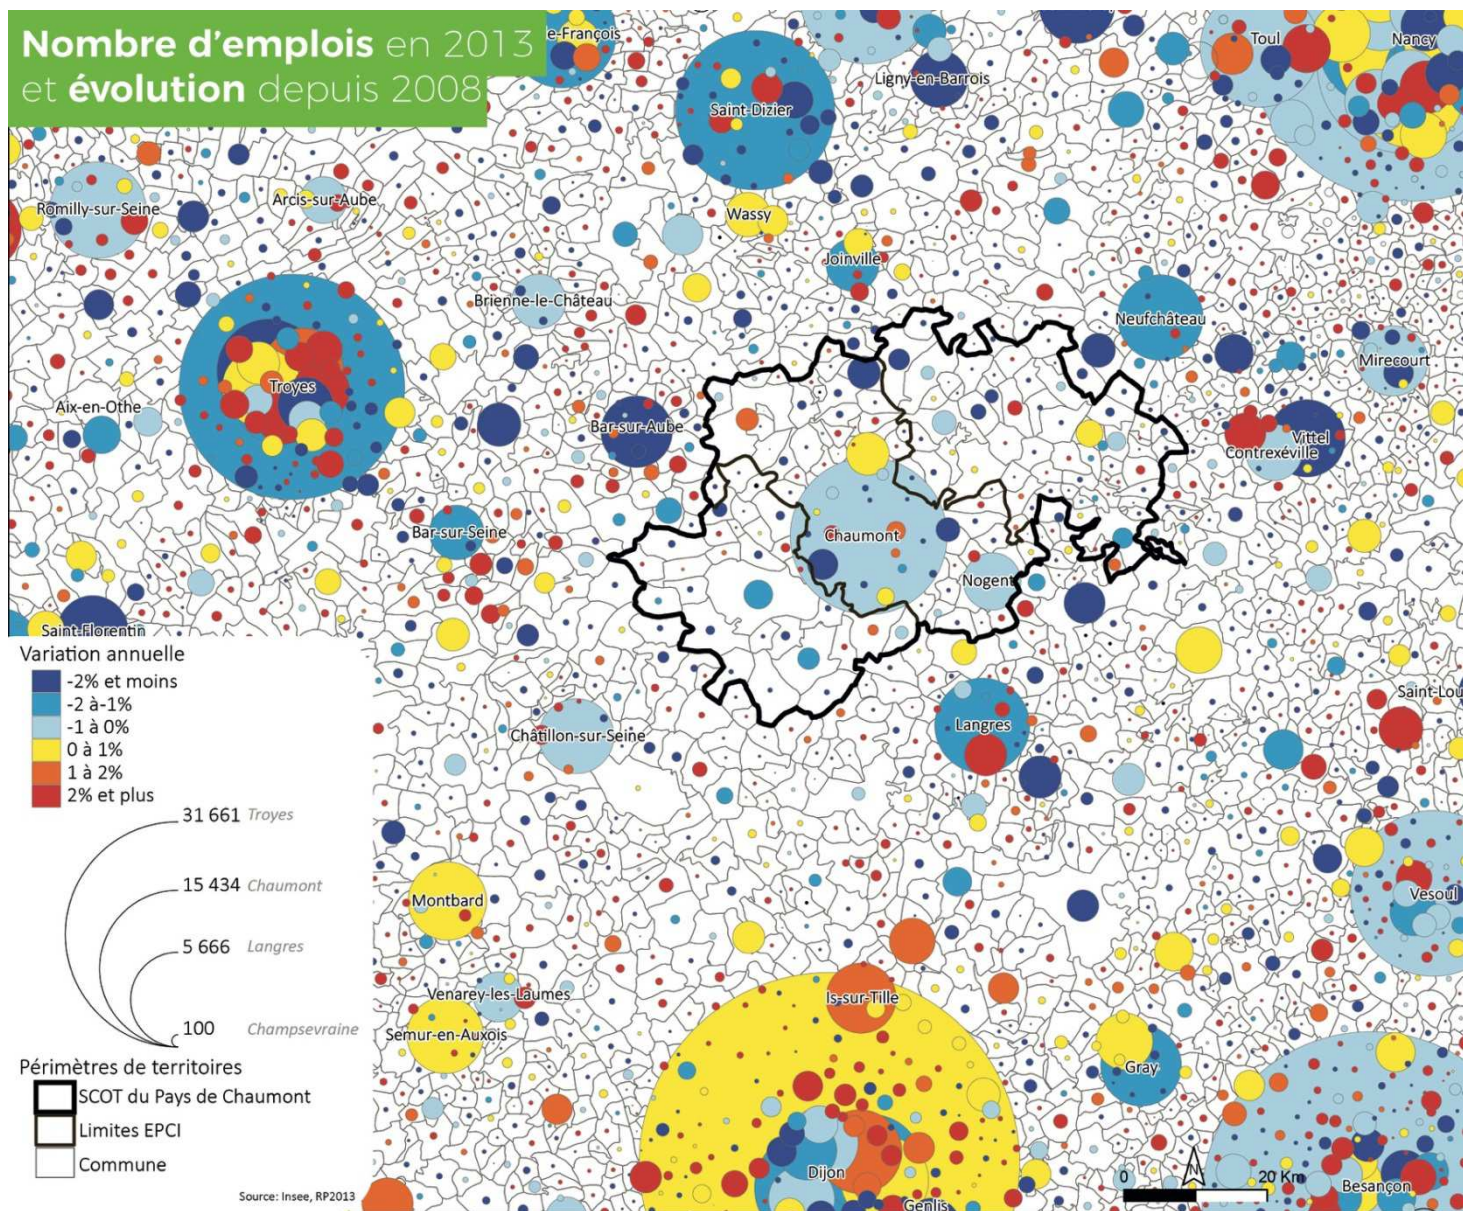 Nombre d'emplois en 2013
et évolution depuis 2008
e-François
Toul
Nancy
Ligny-en-Barrois
Saint-Dizier
Romilly-sur-Seine
Arcis-sur-Aube
Wassy
Joinville
Brienne-le-Château
Neufchâteau
Mirecourt
Troyes
Aix-en-Othe
Bar-sur-Aube
Vittel
Contrexéville
Bar-sur-Seine
Chaumont
Nogent
Saint-Florentin
Saint-Lou
Langres
Châtillon-sur-Seine
Vesoul
Montbard
Venarey-les-Laumes
Is-sur-Tille
Semur-en-Auxois
Gray
Dijon
Genlis
Besançon
Variation annuelle
-2% et moins
-2 à-1%
-1 à 0%
0 à 1%
1 à 2%
2% et plus
31 661 Troyes
15 434 Chaumont
5 666 Langres
100 Champsevraine
Périmètres de territoires
SCOT du Pays de Chaumont
Limites EPCI
Commune
Source: Insee, RP2013
N
0 20 Km